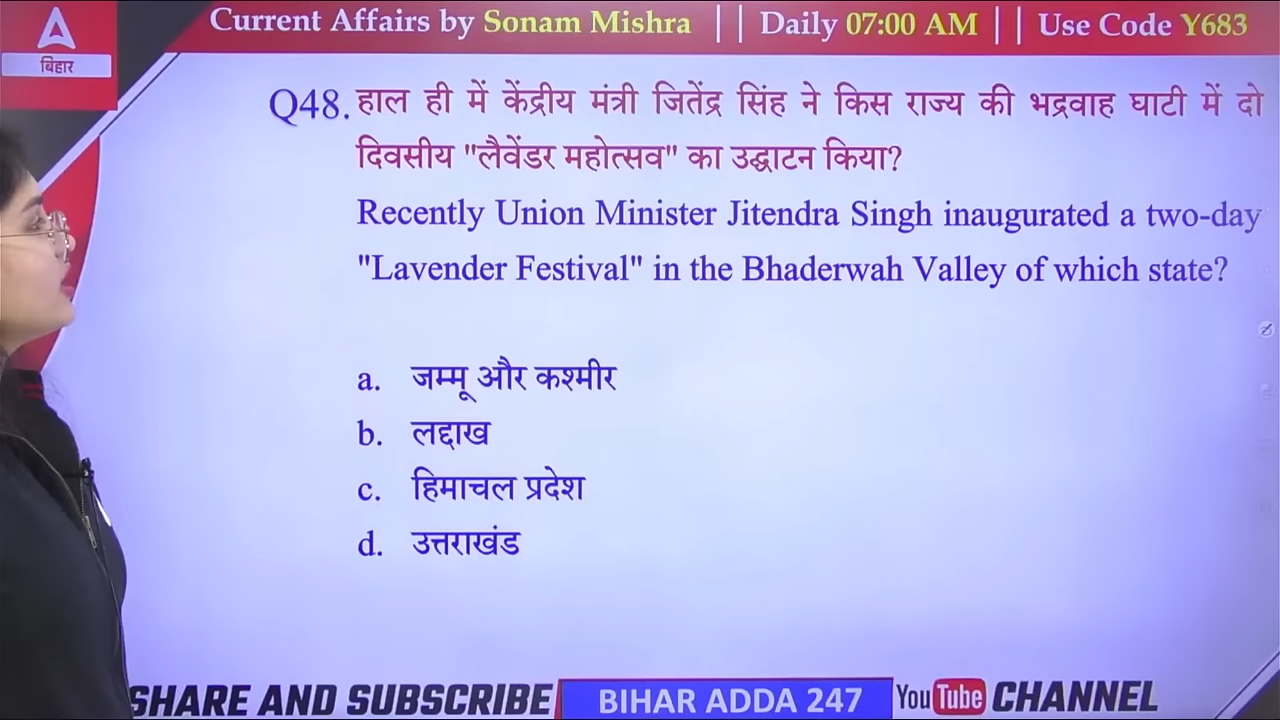 Current Affairs by Sonam Mishra || Daily 07:00 AM || Use Code Y683
A
बिहार
Q48. हाल ही में केंद्रीय मंत्री जितेंद्र सिंह ने किस राज्य की भद्रवाह घाटी में दो
दिवसीय "लैवेंडर महोत्सव" का उद्घाटन किया?
Recently Union Minister Jitendra Singh inaugurated a two-day
"Lavender Festival" in the Bhaderwah Valley of which state?
a. जम्मू और कश्मीर
b. लद्दाख
c. हिमाचल प्रदेश
d. उत्तराखंड
SHARE AND SUBSCRIBE BIHAR ADDA 247 YouTube CHANNEL